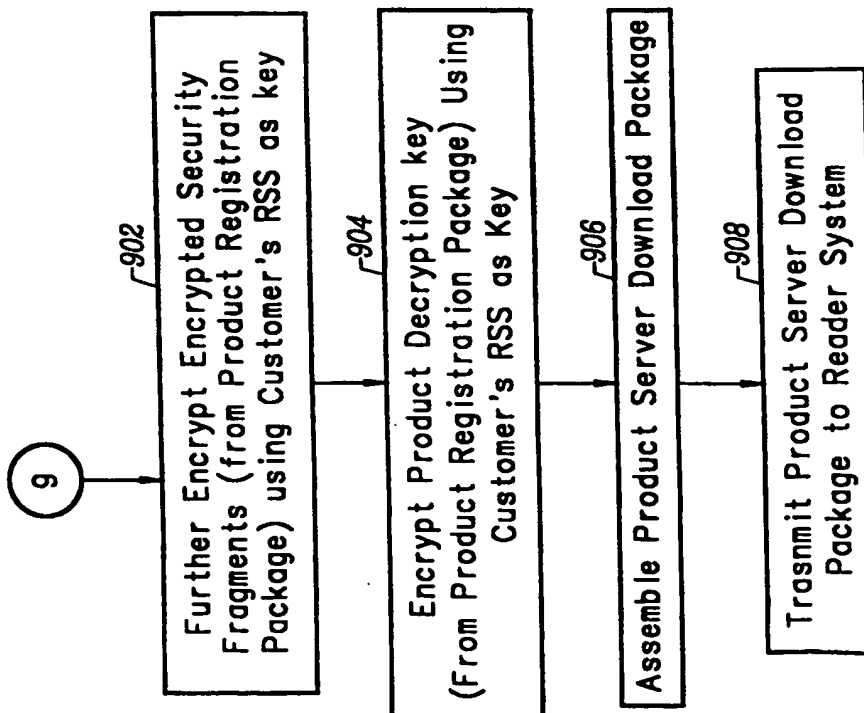 9
902
Further Encrypt Encrypted Security
Fragments (from Product Registration
Package) using Customer's RSS as key
904
Encrypt Product Decryption key
(From Product Registration Package) Using
Customer's RSS as Key
906
Assemble Product Server Download Package
908
Trasnmit Product Server Download
Package to Reader System